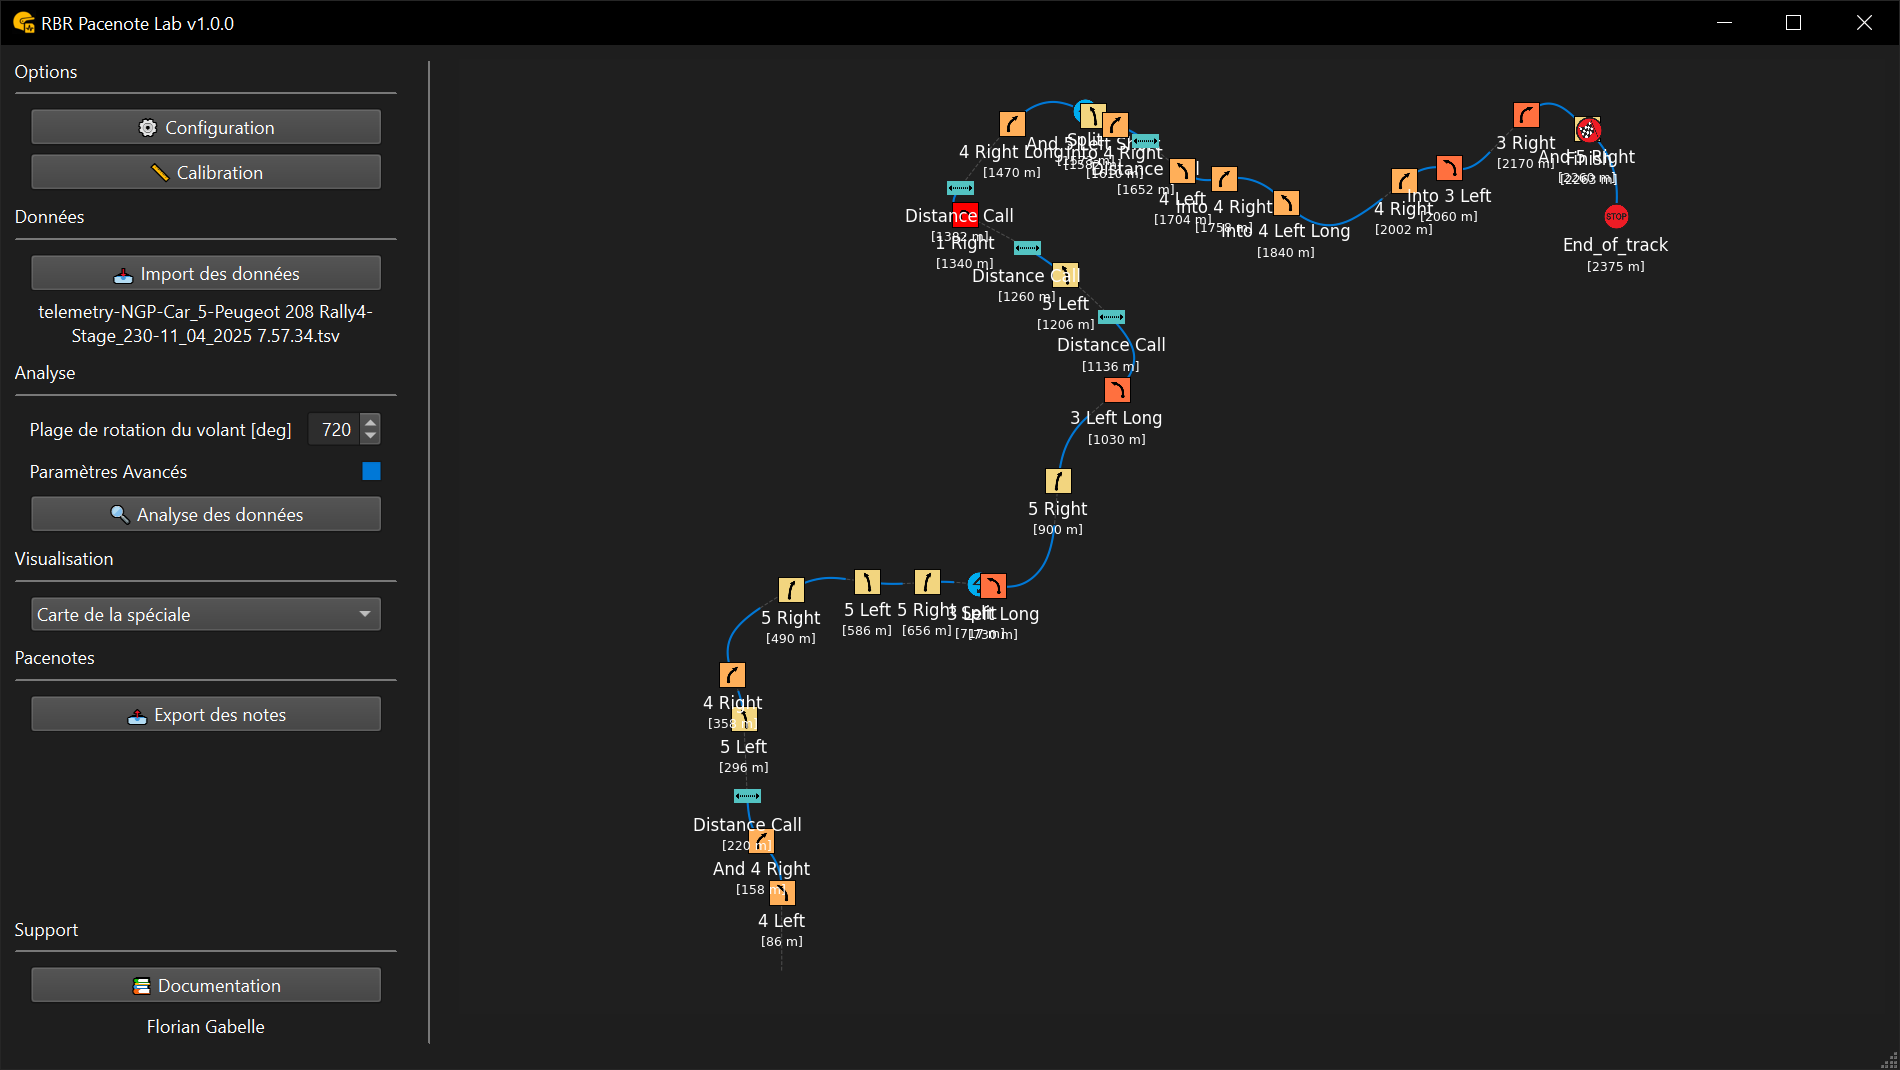 RBR Pacenote Lab v1.0.0
Options
Configuration
Calibration
Données
Import des données
telemetry-NGP-Car_5-Peugeot 208 Rally4-
Stage_230-11_04_2025 7.57.34.tsv
Analyse
Plage de rotation du volant [deg] 720
Paramètres Avancés
Analyse des données
Visualisation
Carte de la spéciale
Pacenotes
Export des notes
Support
Documentation
Florian Gabelle
4 Right Long
[1470 m]
And 5 Left
Split
Into 4 Right
Distance
[1652 m]
4 Left
[1704 m]
Into 4 Right
[1758 m]
Into 4 Left Long
[1840 m]
4 Right
[2002 m]
Into 3 Left
[2060 m]
3 Right
[2170 m]
And 5 Right
Finish
[2263 m]
STOP
End_of_track
[2375 m]
Distance Call
[1382 m]
1 Right
[1340 m]
Distance Call
[1260 m]
5 Left
[1206 m]
Distance Call
[1136 m]
3 Left Long
[1030 m]
5 Right
[900 m]
5 Right
[490 m]
5 Left
[586 m]
5 Right
[656 m]
Split
[717 m]
3 Left Long
[730 m]
4 Right
[358 m]
5 Left
[296 m]
Distance Call
[220 m]
And 4 Right
[158 m]
4 Left
[86 m]